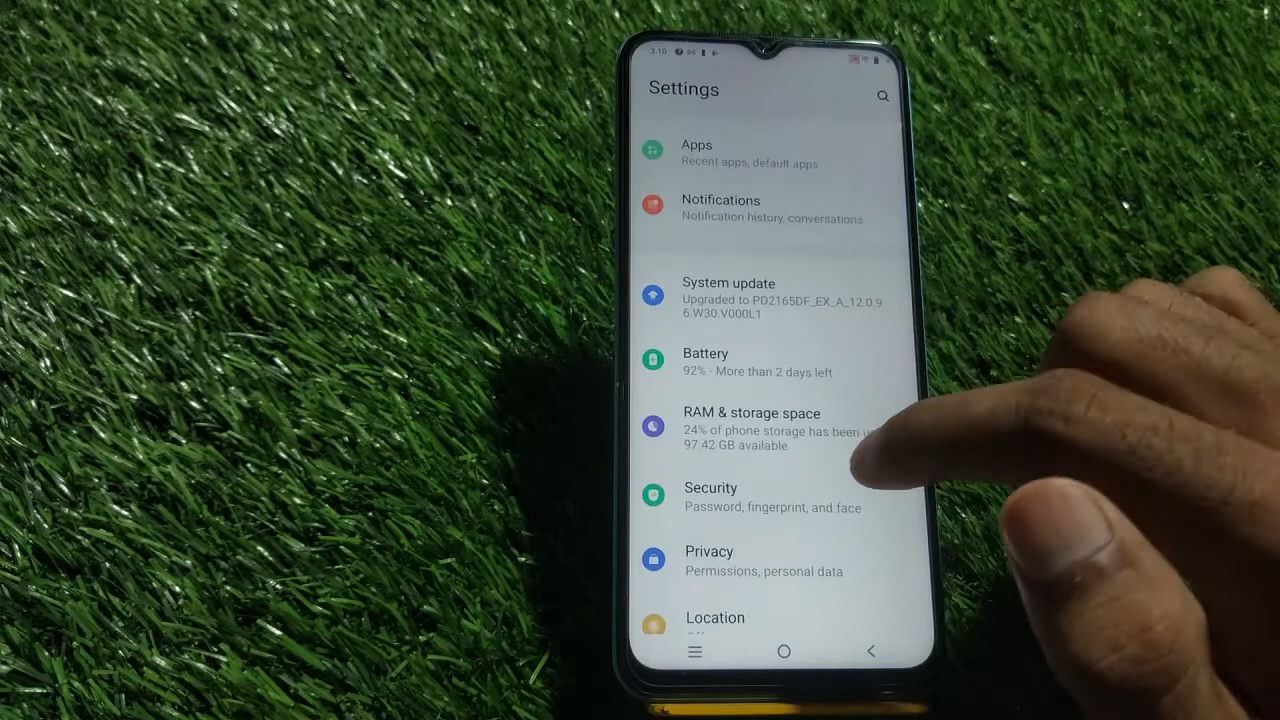 3:10
Settings
Apps
Recent apps, default apps
Notifications
Notification history, conversations
System update
Upgraded to PD2165DF_EX_A_12.0.9
6.W30.V000L1
Battery
92% - More than 2 days left
RAM & storage space
24% of phone storage has been
97 42 GB available
Security
Password, fingerprint, and face
Privacy
Permissions, personal data
Location